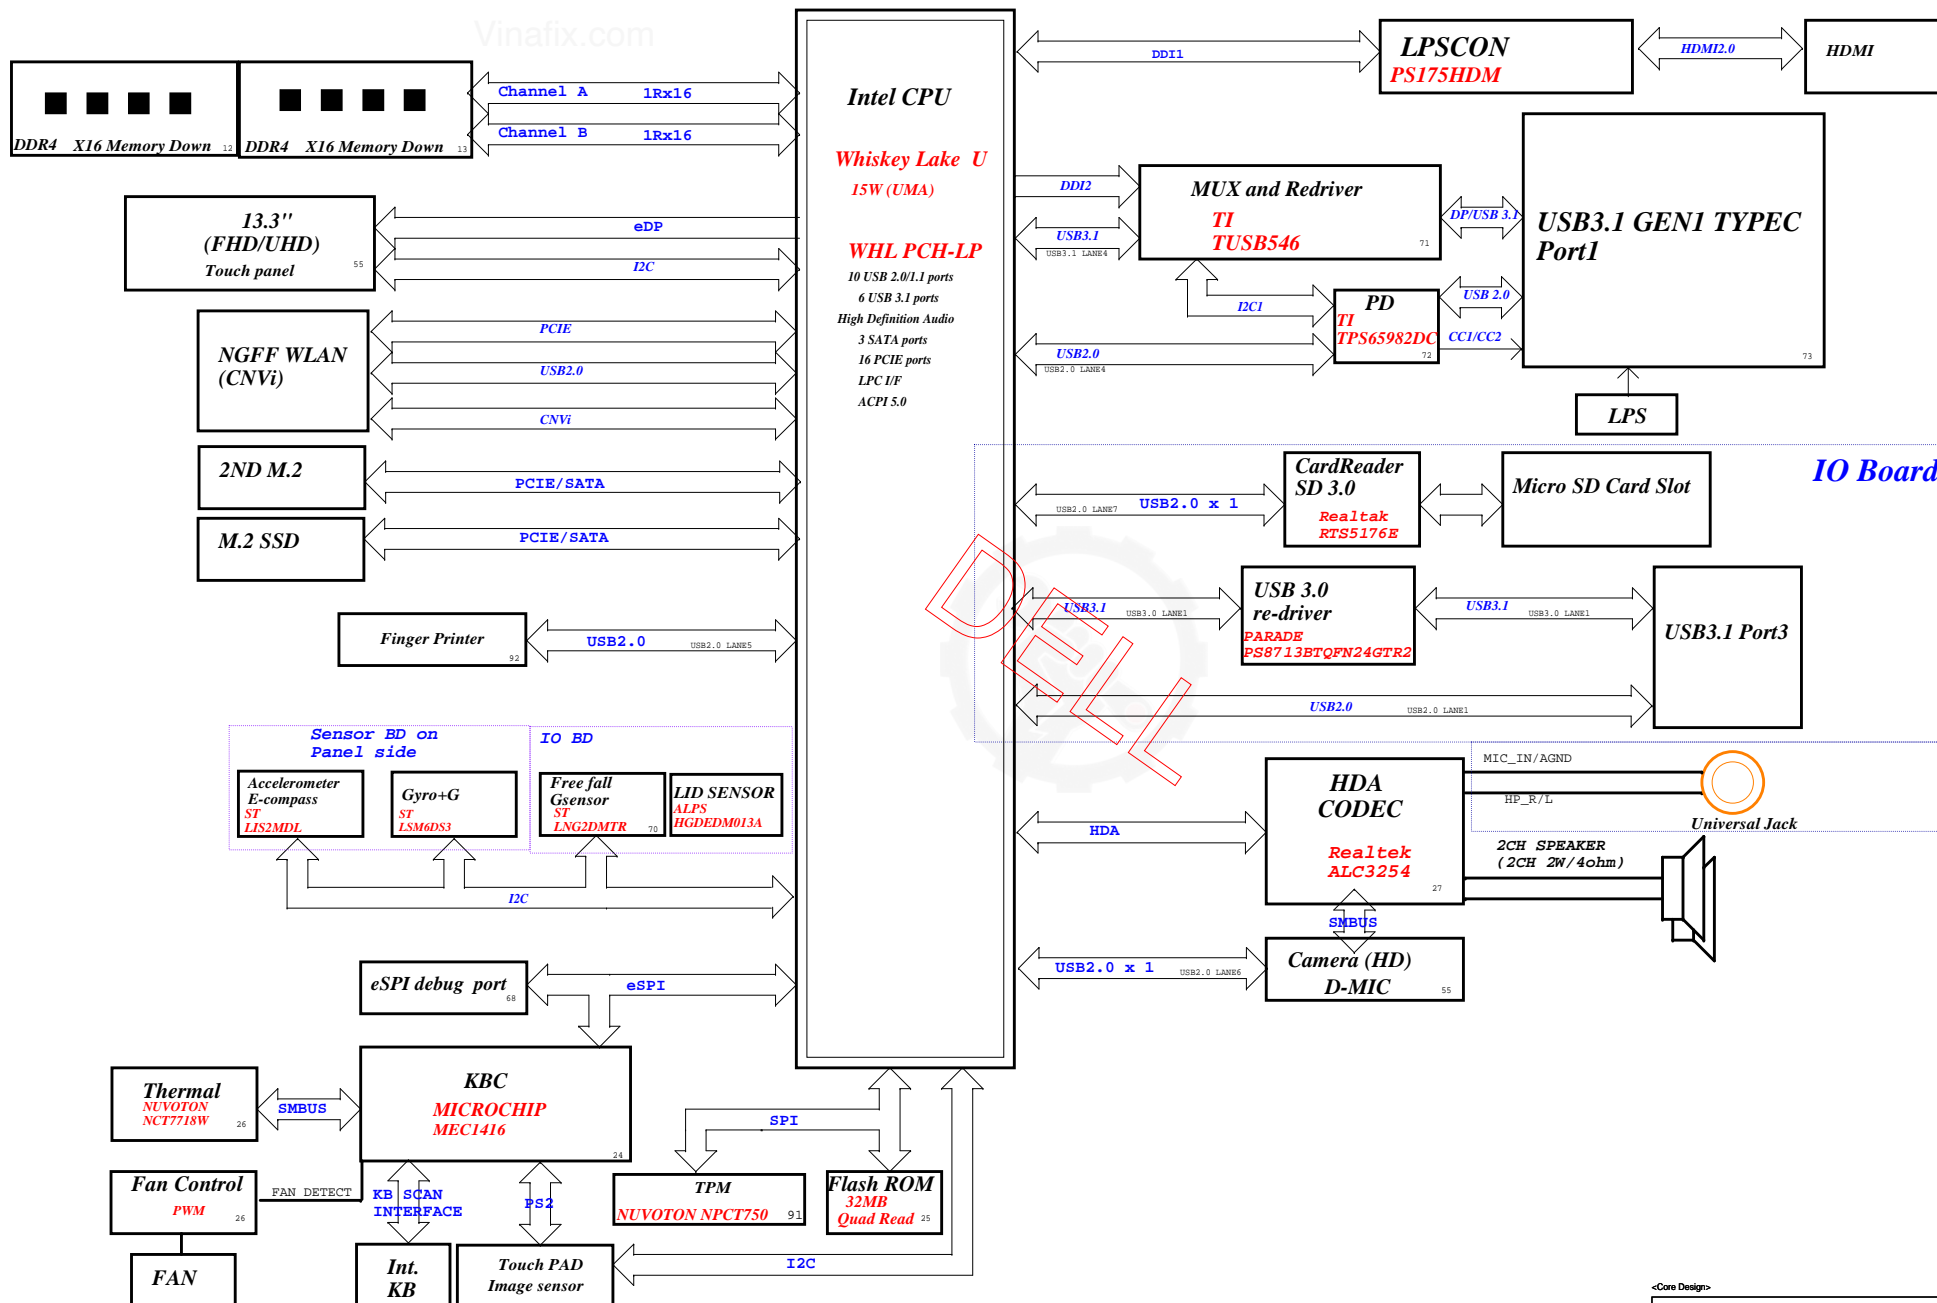 Vinafix.com
DDR4 X16 Memory Down 12
DDR4 X16 Memory Down 13
Channel A 1Rx16
Channel B 1Rx16
13.3"
(FHD/UHD)
Touch panel 55
eDP
I2C
NGFF WLAN
(CNVi)
PCIE
USB2.0
CNVi
2ND M.2
PCIE/SATA
M.2 SSD
PCIE/SATA
Finger Printer 92
USB2.0 USB2.0 LANE5
Sensor BD on
Panel side
IO BD
Accelerometer
E-compass
ST
LIS2MDL
Gyro+G
ST
LSM6DS3
Free fall
Gsensor
ST
LNG2DMTR 70
LID SENSOR
ALPS
HGDEDM013A
I2C
eSPI debug port 68
eSPI
KBC
MICROCHIP
MEC1416
24
Thermal
NUVOTON
NCT7718W 26
SMBUS
Fan Control
PWM 26
FAN DETECT
FAN
KB SCAN
INTERFACE
PS2
Int.
KB
Touch PAD
Image sensor
I2C
SPI
TPM
NUVOTON NPCT750 91
Flash ROM
32MB
Quad Read 25
Intel CPU
Whiskey Lake U
15W (UMA)
WHL PCH-LP
10 USB 2.0/1.1 ports
6 USB 3.1 ports
High Definition Audio
3 SATA ports
16 PCIE ports
LPC I/F
ACPI 5.0
DDI1
LPSCON
PS175HDM
HDMI2.0
HDMI
DDI2
USB3.1
USB3.1 LANE4
MUX and Redriver
TI
TUSB546 71
DP/USB 3.1
USB3.1 GEN1 TYPEC
Port1
73
I2C1
PD
TI
TPS65982DC
72
USB 2.0
CC1/CC2
USB2.0
USB2.0 LANE4
LPS
IO Board
USB2.0 LANE7 USB2.0 x 1
CardReader
SD 3.0
Realtak
RTS5176E
Micro SD Card Slot
USB3.1 USB3.0 LANE1
USB 3.0
re-driver
PARADE
PS8713BTQFN24GTR2
USB3.1 USB3.0 LANE1
USB3.1 Port3
USB2.0 USB2.0 LANE1
DELL
MIC_IN/AGND
HP_R/L
Universal Jack
HDA
HDA
CODEC
Realtek
ALC3254
27
2CH SPEAKER
(2CH 2W/4ohm)
SMBUS
USB2.0 x 1 USB2.0 LANE6
Camera (HD)
D-MIC 55
<Core Design>